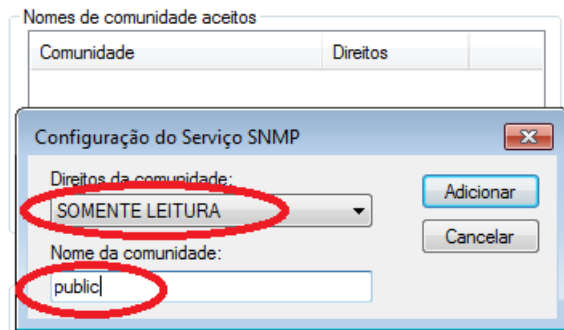 Nomes de comunidade aceitos
Comunidade Direitos
Configuração do Serviço SNMP
Direitos da comunidade:
SOMENTE LEITURA
Adicionar
Cancelar
Nome da comunidade:
public